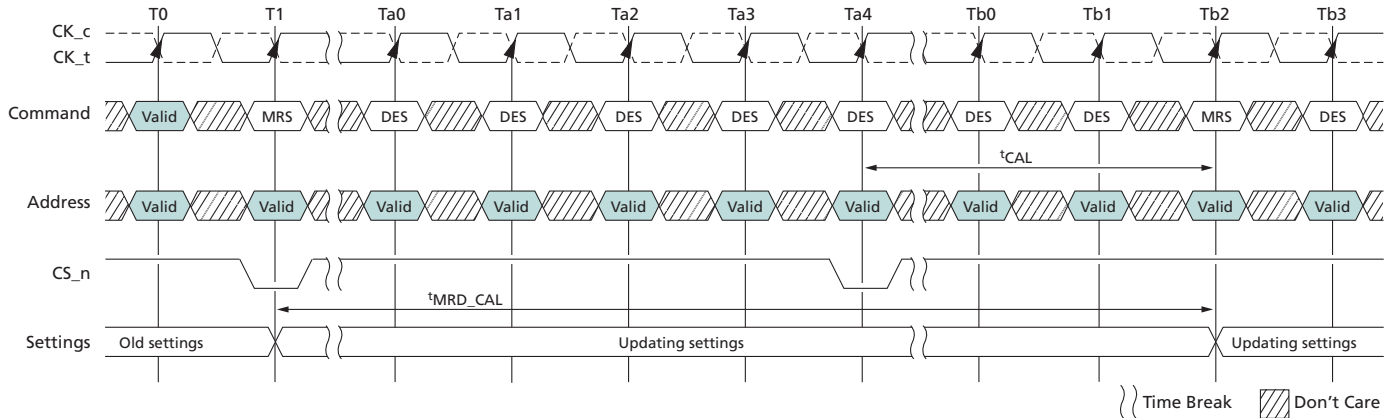 T0 T1 Ta0 Ta1 Ta2 Ta3 Ta4 Tb0 Tb1 Tb2 Tb3
CK_c
CK_t
Command Valid MRS DES DES DES DES DES DES DES MRS DES
tCAL
Address Valid Valid Valid Valid Valid Valid Valid Valid Valid Valid Valid
CS_n
tMRD_CAL
Settings Old settings Updating settings Updating settings
Time Break Don't Care